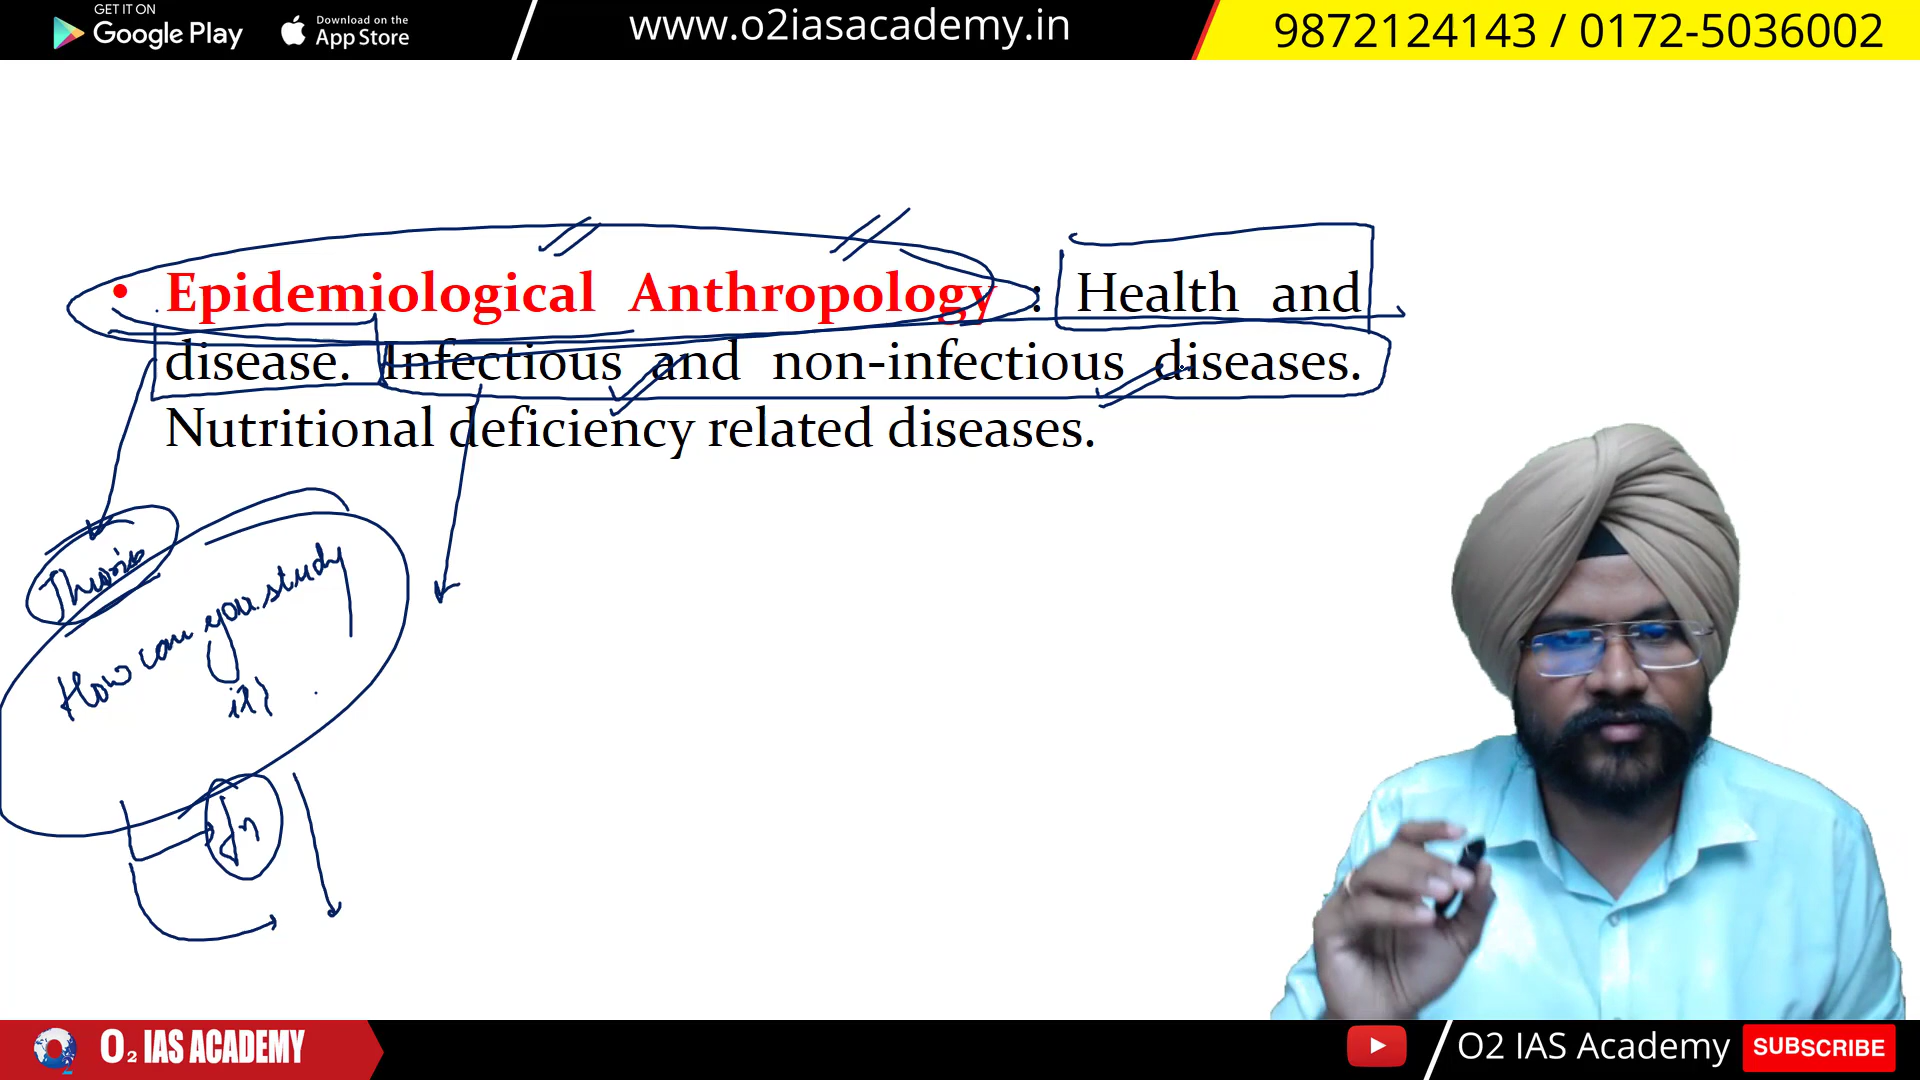 GET IT ON
Google Play
Download on the
App Store
www.o2iasacademy.in
9872124143 / 0172-5036002
• Epidemiological Anthropology : Health and
disease. Infectious and non-infectious diseases.
Nutritional deficiency related diseases.
How can you study
it?
O2 IAS ACADEMY
O2 IAS Academy
SUBSCRIBE